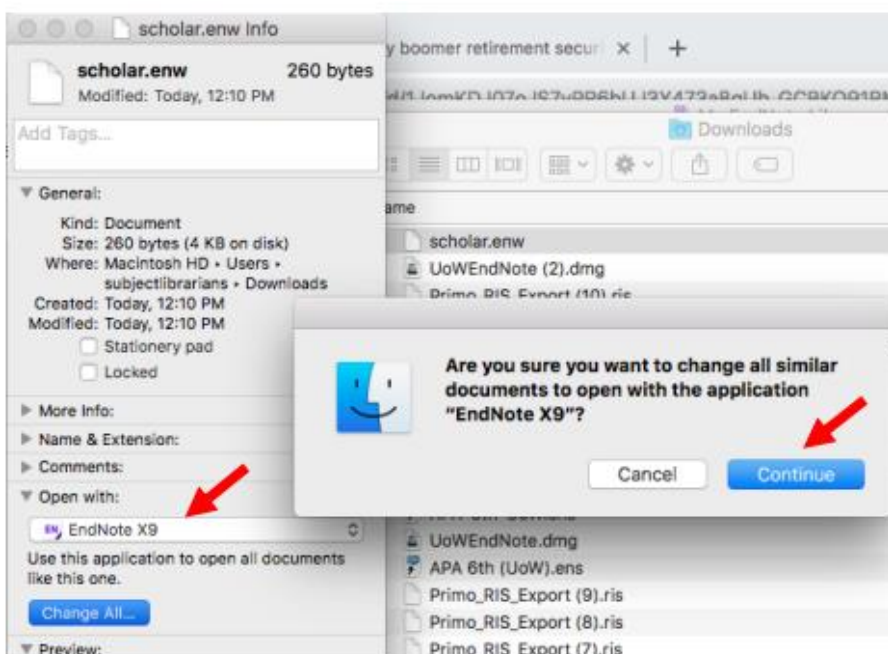 scholar.enw Info
scholar.enw 260 bytes
Modified: Today, 12:10 PM
Add Tags...
General:
Kind: Document
Size: 260 bytes (4 KB on disk)
Where: Macintosh HD • Users •
subjectlibrarians • Downloads
Created: Today, 12:10 PM
Modified: Today, 12:10 PM
Stationery pad
Locked
More Info:
Name & Extension:
Comments:
Open with:
EN EndNote X9
Use this application to open all documents
like this one.
Change All...
Preview:
y boomer retirement securi × +
Downloads
ame
scholar.enw
UoWEndNote (2).dmg
Primo_RIS_Export (10).ris
Are you sure you want to change all similar
documents to open with the application
“EndNote X9”?
Cancel Continue
UoWEndNote.dmg
APA 6th (UoW).ens
Primo_RIS_Export (9).ris
Primo_RIS_Export (8).ris
Primo_RIS_Export (7).ris